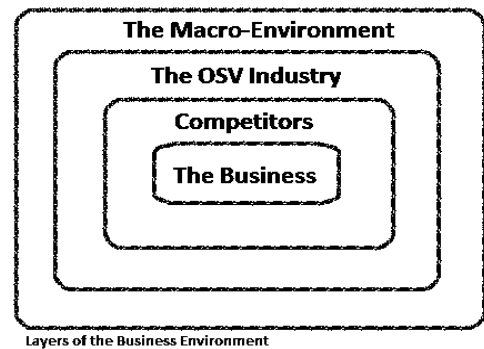 The Macro-Environment
The OSV Industry
Competitors
The Business
Layers of the Business Environment